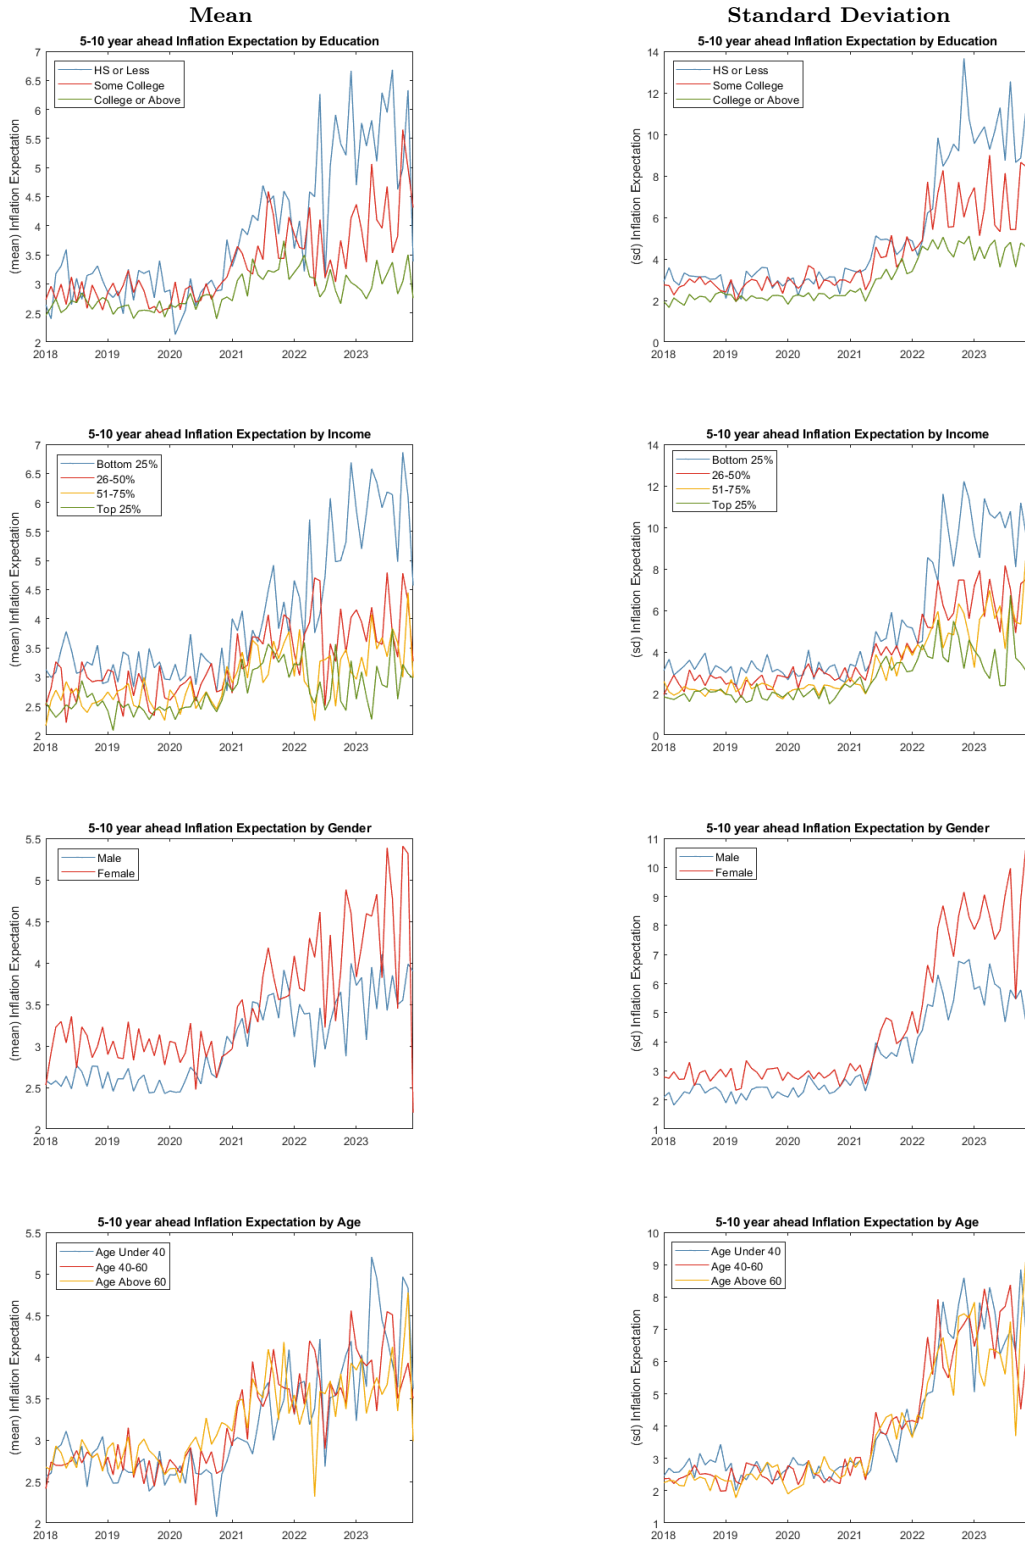 Mean
Standard Deviation
5-10 year ahead Inflation Expectation by Education
7
6.5
6
5.5
5
4.5
4
3.5
3
2.5
2
(mean) Inflation Expectation
HS or Less
Some College
College or Above
2018 2019 2020 2021 2022 2023
5-10 year ahead Inflation Expectation by Education
14
12
10
8
6
4
2
0
(sd) Inflation Expectation
HS or Less
Some College
College or Above
2018 2019 2020 2021 2022 2023
5-10 year ahead Inflation Expectation by Income
7
6.5
6
5.5
5
4.5
4
3.5
3
2.5
2
(mean) Inflation Expectation
Bottom 25%
26-50%
51-75%
Top 25%
2018 2019 2020 2021 2022 2023
5-10 year ahead Inflation Expectation by Income
14
12
10
8
6
4
2
0
(sd) Inflation Expectation
Bottom 25%
26-50%
51-75%
Top 25%
2018 2019 2020 2021 2022 2023
5-10 year ahead Inflation Expectation by Gender
5.5
5
4.5
4
3.5
3
2.5
2
(mean) Inflation Expectation
Male
Female
2018 2019 2020 2021 2022 2023
5-10 year ahead Inflation Expectation by Gender
11
10
9
8
7
6
5
4
3
2
1
(sd) Inflation Expectation
Male
Female
2018 2019 2020 2021 2022 2023
5-10 year ahead Inflation Expectation by Age
5.5
5
4.5
4
3.5
3
2.5
2
(mean) Inflation Expectation
Age Under 40
Age 40-60
Age Above 60
2018 2019 2020 2021 2022 2023
5-10 year ahead Inflation Expectation by Age
10
9
8
7
6
5
4
3
2
1
(sd) Inflation Expectation
Age Under 40
Age 40-60
Age Above 60
2018 2019 2020 2021 2022 2023